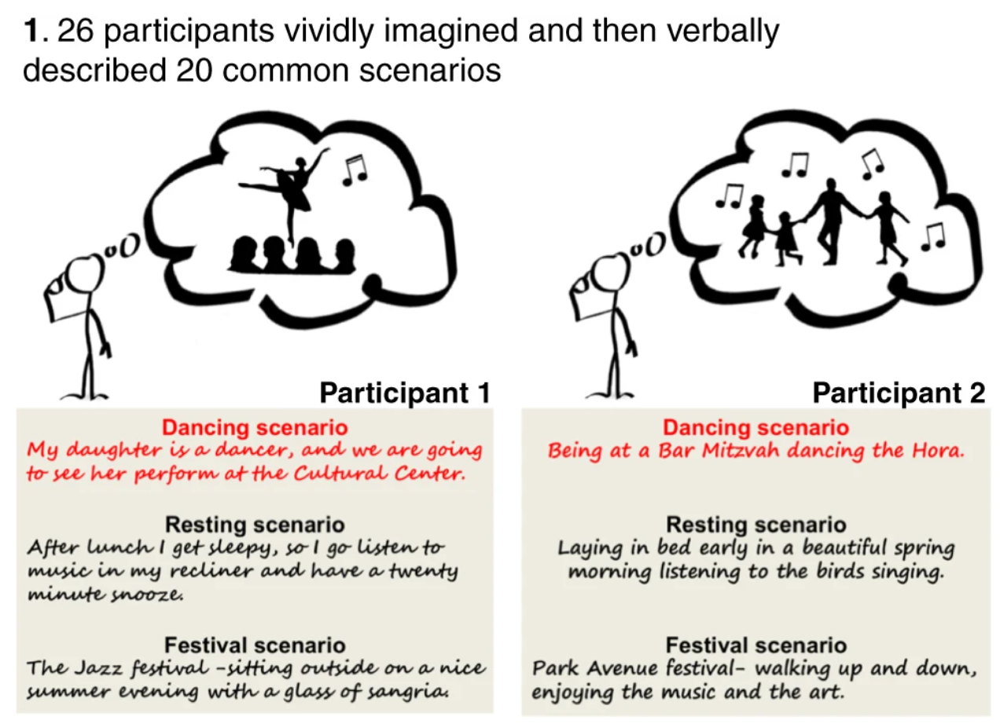 1. 26 participants vividly imagined and then verbally
described 20 common scenarios
Participant 1
Dancing scenario
My daughter is a dancer, and we are going
to see her perform at the Cultural Center.
Resting scenario
After lunch I get sleepy, so I go listen to
music in my recliner and have a twenty
minute snooze.
Festival scenario
The Jazz festival -sitting outside on a nice
summer evening with a glass of sangria.
Participant 2
Dancing scenario
Being at a Bar Mitzvah dancing the Hora.
Resting scenario
Laying in bed early in a beautiful spring
morning listening to the birds singing.
Festival scenario
Park Avenue festival- walking up and down,
enjoying the music and the art.